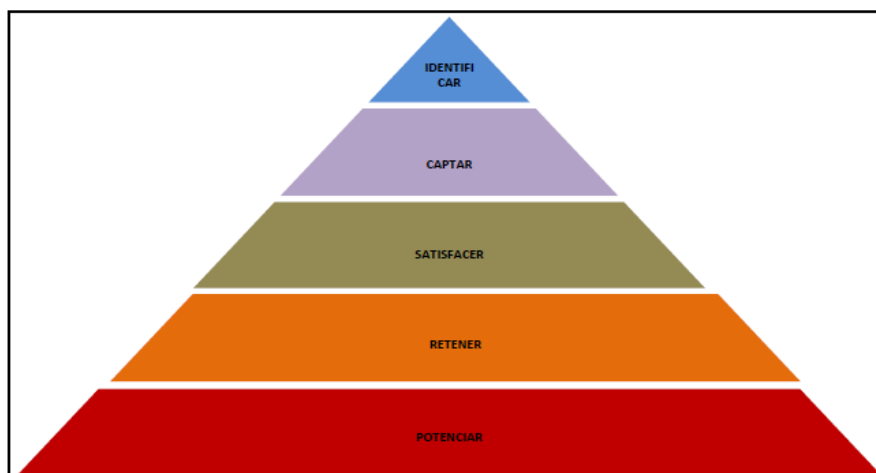 IDENTIFI
CAR
CAPTAR
SATISFACER
RETENER
POTENCIAR